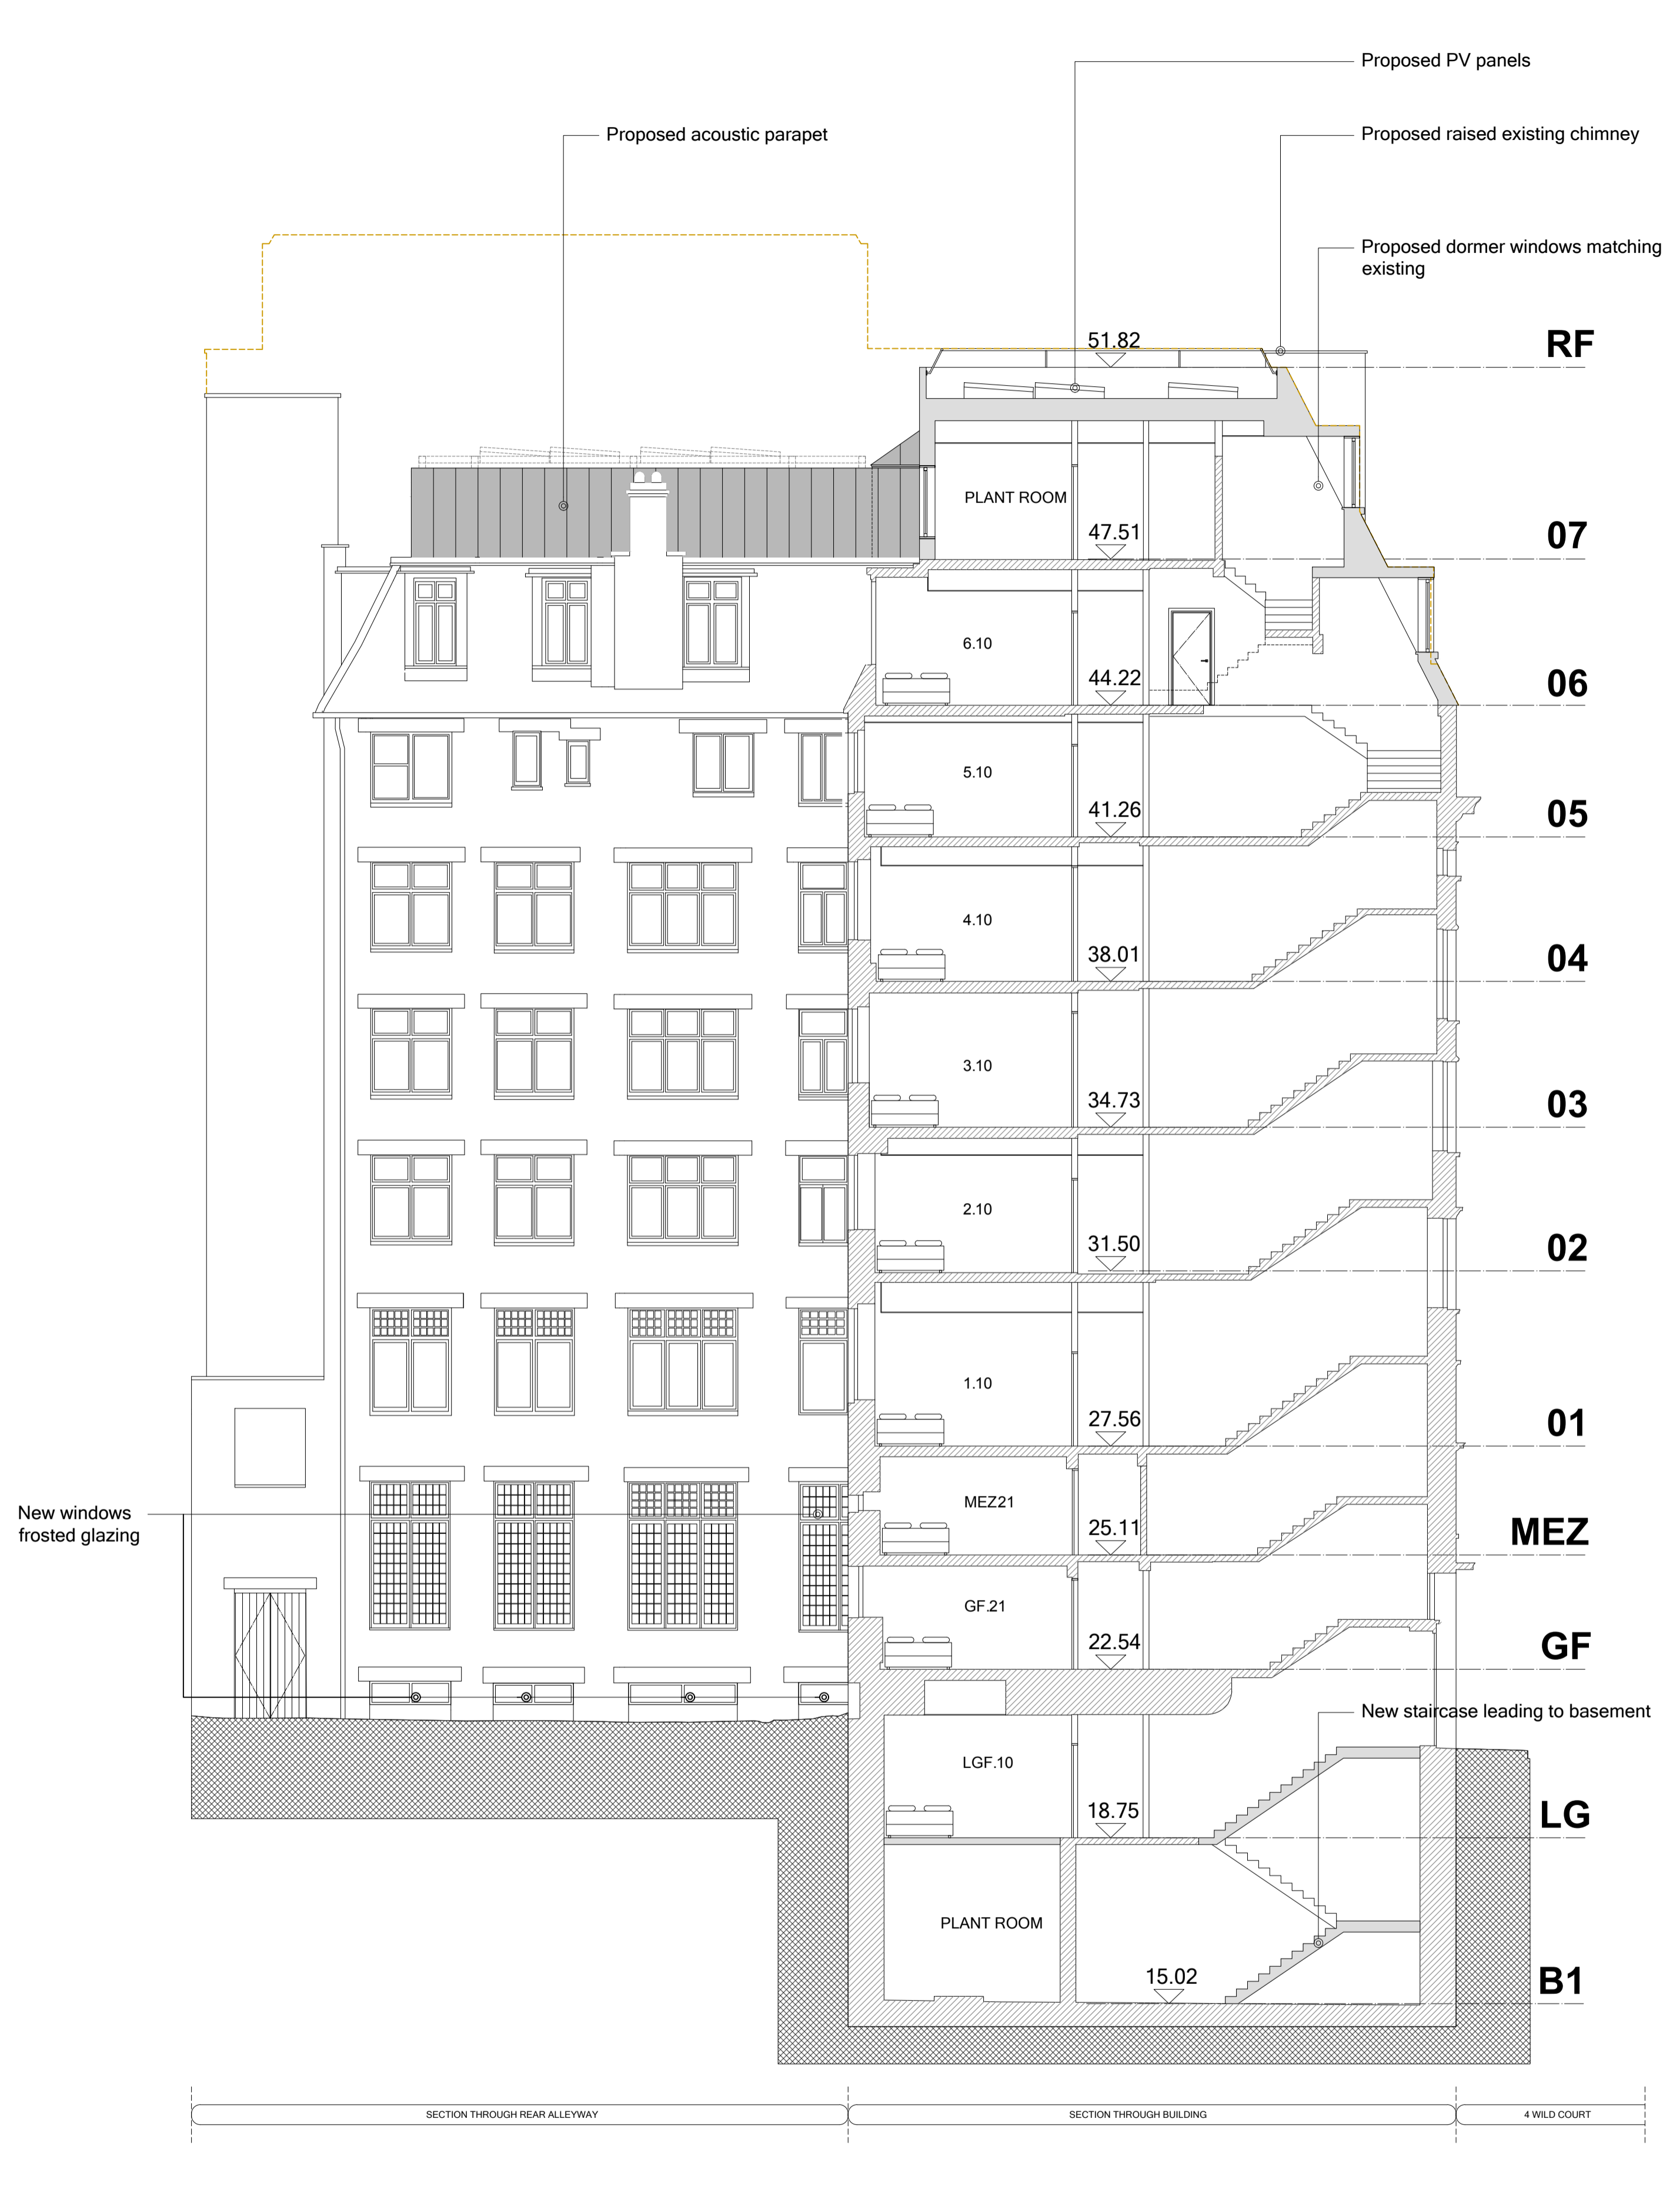 Proposed PV panels
Proposed acoustic parapet
Proposed raised existing chimney
Proposed dormer windows matching
existing
51.82
RF
PLANT ROOM
47.51
07
6.10
44.22
06
5.10
41.26
05
4.10
38.01
04
3.10
34.73
03
2.10
31.50
02
1.10
27.56
01
New windows
frosted glazing
MEZ21
25.11
MEZ
GF.21
22.54
GF
New staircase leading to basement
LGF.10
18.75
LG
PLANT ROOM
15.02
B1
SECTION THROUGH REAR ALLEYWAY
SECTION THROUGH BUILDING
4 WILD COURT